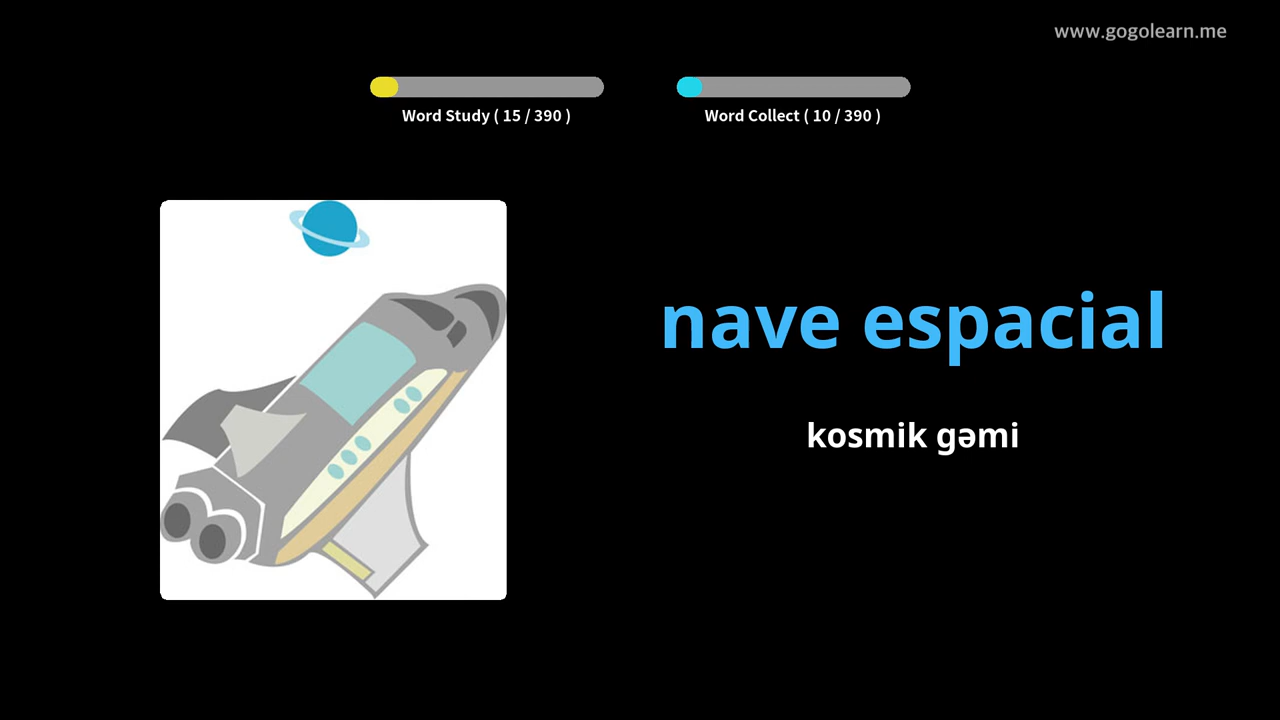 www.gogolearn.me
Word Study ( 15 / 390 )
Word Collect ( 10 / 390 )
nave espacial
kosmik gəmi